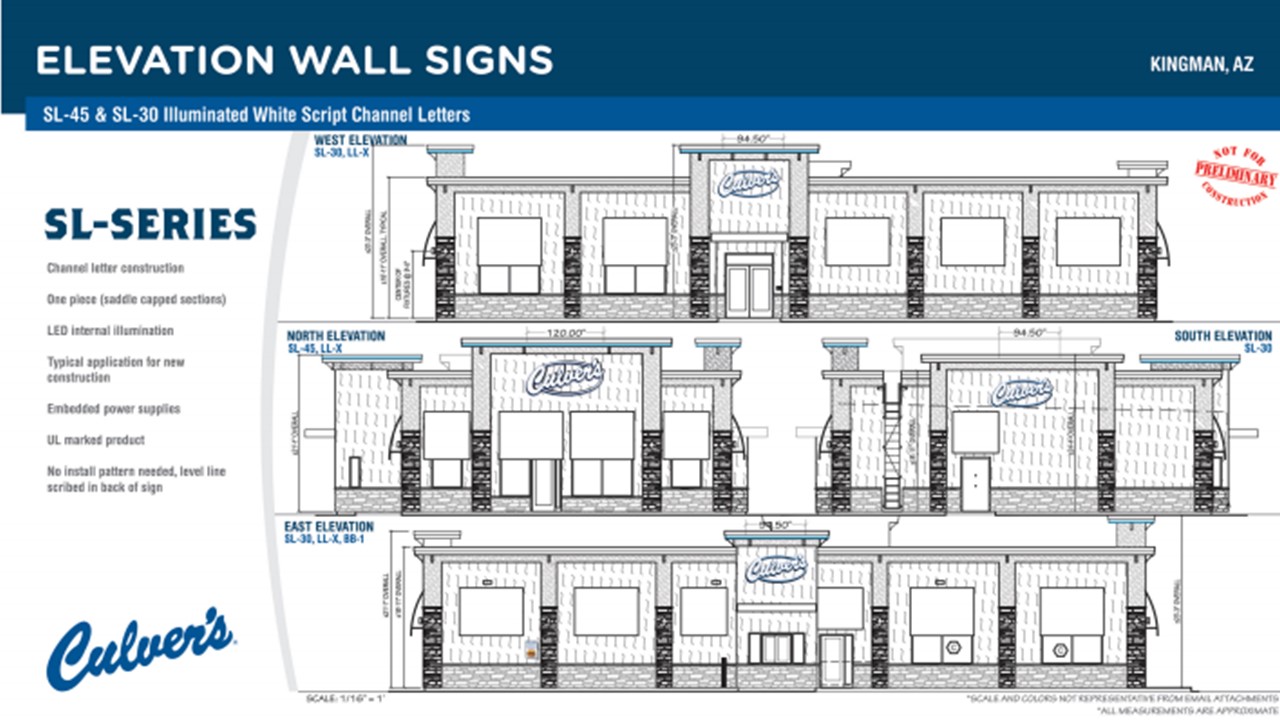 ELEVATION WALL SIGNS
KINGMAN, AZ
SL-45 & SL-30 Illuminated White Script Channel Letters
WEST ELEVATION
SL-30, LL-X
94.50"
NOT FOR
PRELIMINARY
CONSTRUCTION
Culver's
SL-SERIES
Channel letter construction
One piece (saddle capped sections)
LED internal illumination
Typical application for new
construction
Embedded power supplies
UL marked product
No install pattern needed, level line
scribed in back of sign
NORTH ELEVATION
SL-45, LL-X
120.00"
Culver's
94.50"
SOUTH ELEVATION
SL-30
Culver's
EAST ELEVATION
SL-30, LL-X, BB-1
Culver's
Culver's
SCALE: 1/16" = 1'
*SCALE AND COLORS NOT REPRESENTATIVE FROM EMAIL ATTACHMENTS
*ALL MEASUREMENTS ARE APPROXIMATE